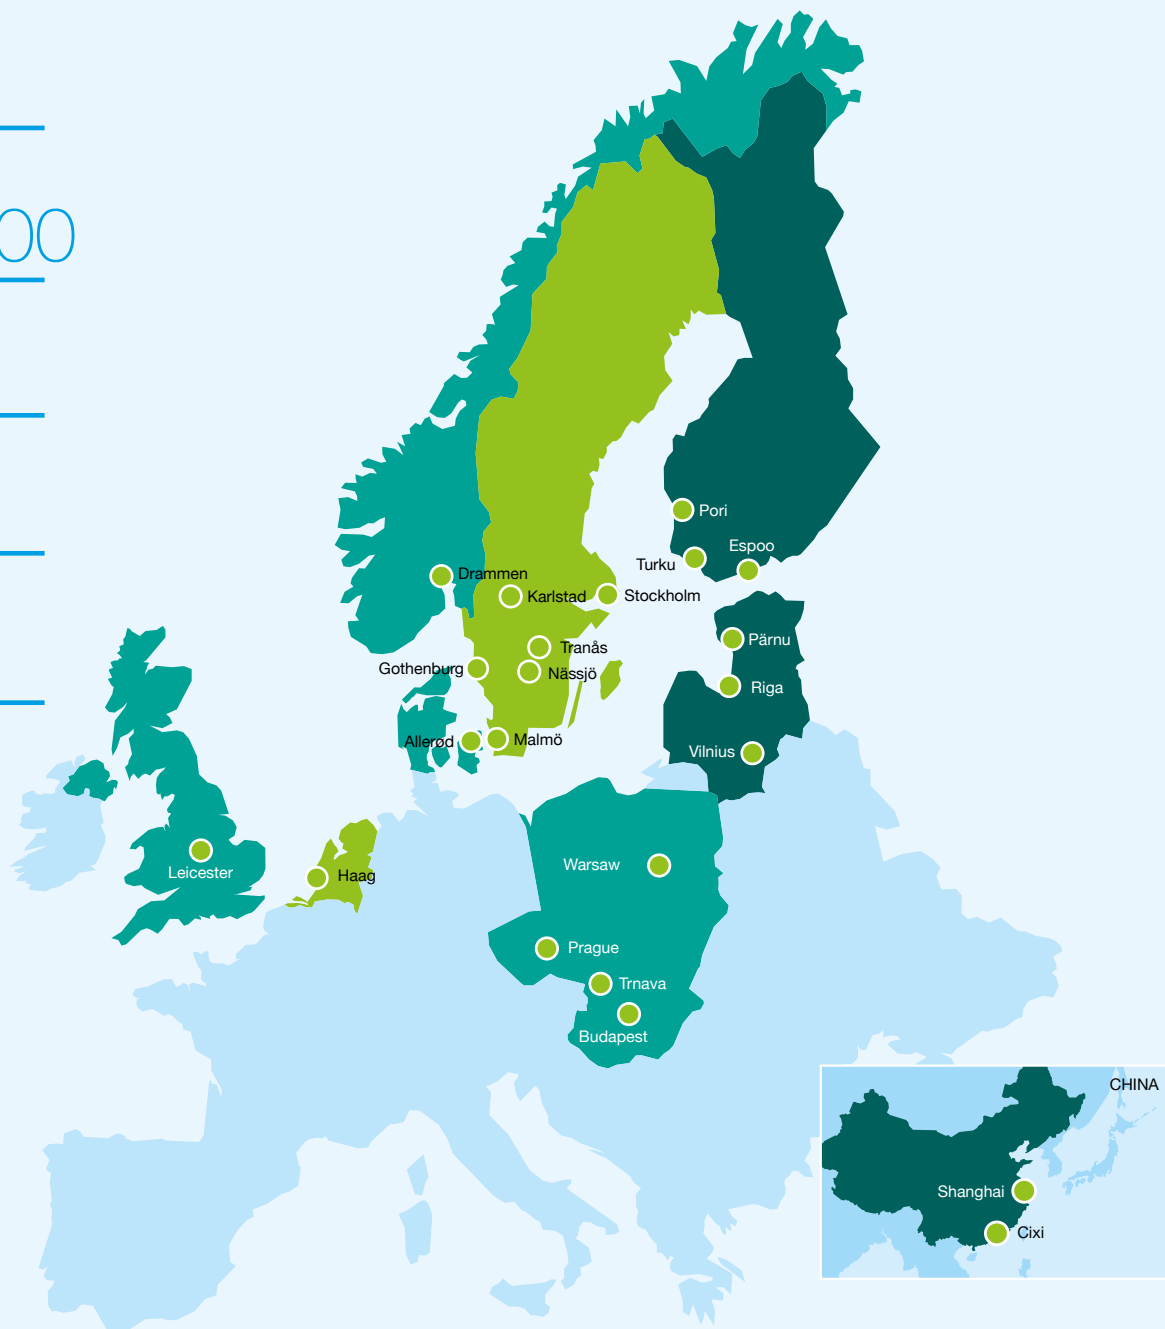 00
Pori
Espoo
Turku
Drammen
Karlstad
Stockholm
Pärnu
Tranås
Gothenburg
Nässjö
Riga
Allerød
Malmö
Vilnius
Warsaw
Leicester
Haag
Prague
Trnava
Budapest
CHINA
Shanghai
Cixi